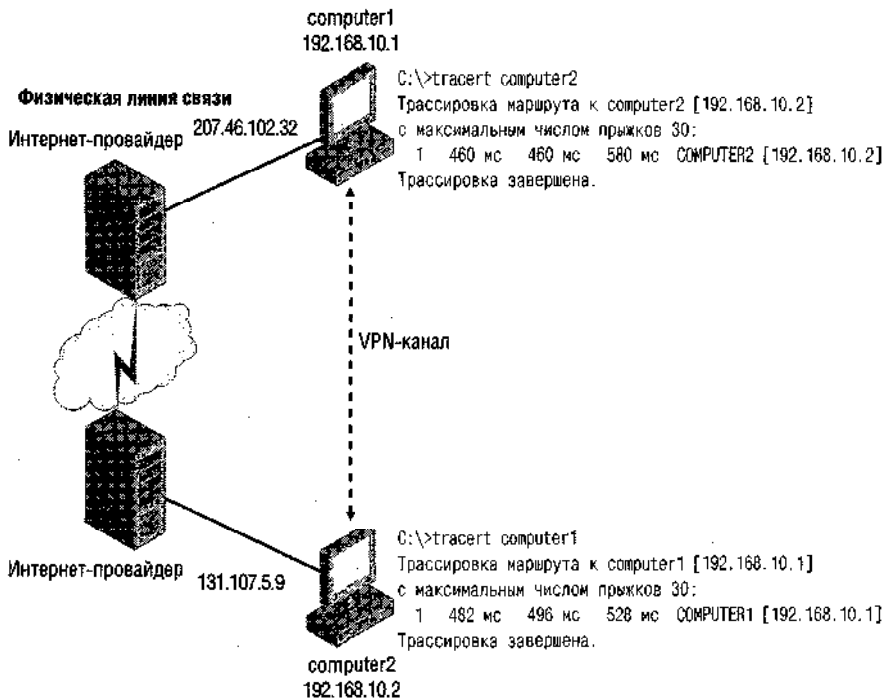 computer1
192.168.10.1
C:\>tracert computer2
Трассировка маршрута к computer2 [192.168.10.2]
с максимальным числом прыжков 30:
1 460 мс 460 мс 580 мс COMPUTER2 [192.168.10.2]
Трассировка завершена.
Физическая линия связи
Интернет-провайдер
207.46.102.32
VPN-канал
Интернет-провайдер
131.107.5.9
C:\>tracert computer1
Трассировка маршрута к computer1 [192.168.10.1]
с максимальным числом прыжков 30:
1 482 мс 496 мс 528 мс COMPUTER1 [192.168.10.1]
Трассировка завершена.
computer2
192.168.10.2